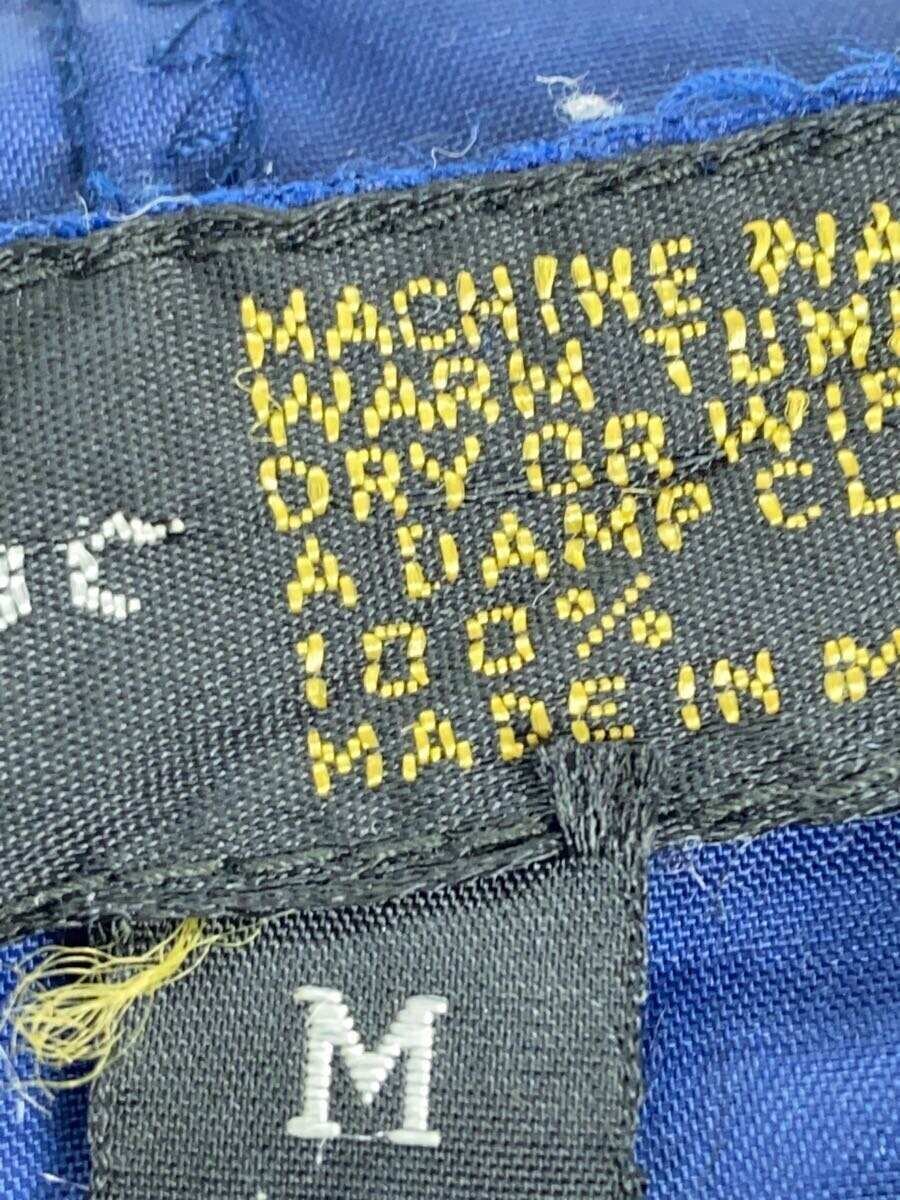 MACHINE WA
WARM TUM
DRY OR WIP
A DAMP CL
100%
MADE IN
M